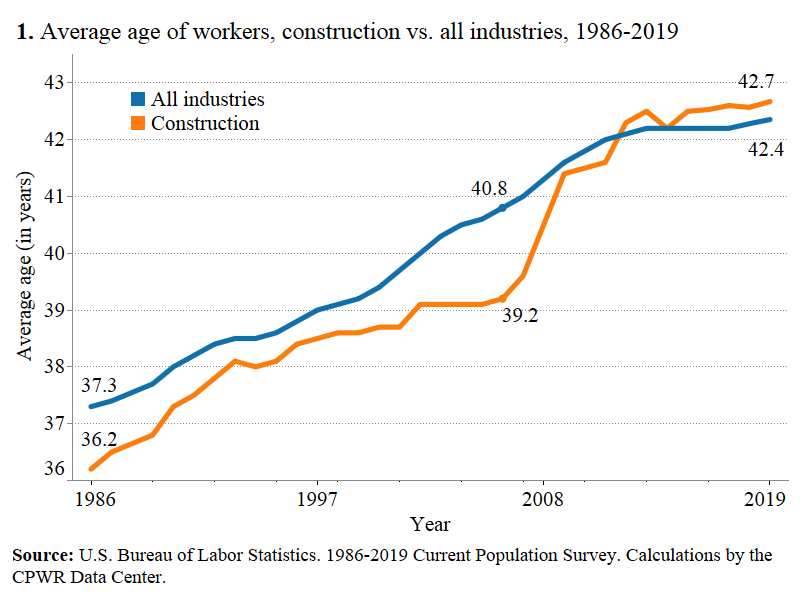 1. Average age of workers, construction vs. all industries, 1986-2019
43
42.7
All industries
Construction
42
42.4
41
40.8
40
39
39.2
38
37.3
37
36.2
36
Average age (in years)
1986
1997
2008
2019
Year
Source: U.S. Bureau of Labor Statistics. 1986-2019 Current Population Survey. Calculations by the
CPWR Data Center.